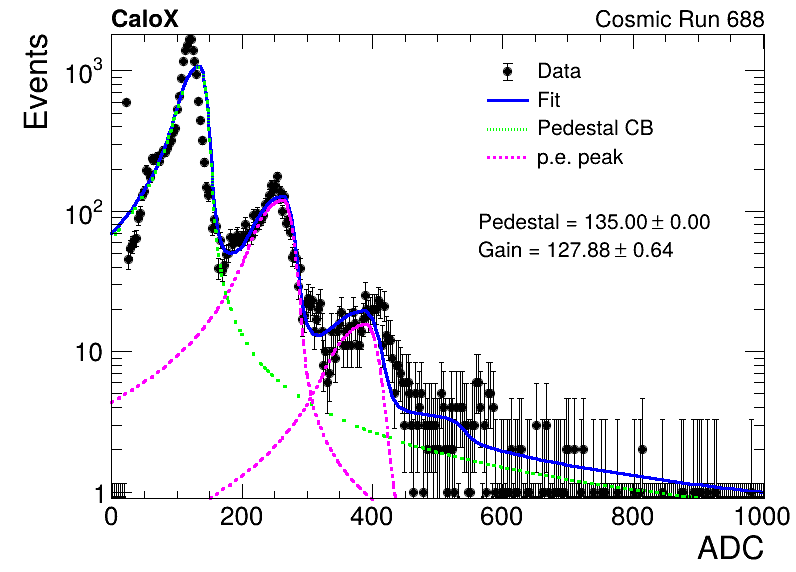 CaloX Cosmic Run 688
Events
10³
10²
10
1
Data
Fit
Pedestal CB
p.e. peak
Pedestal = 135.00 ± 0.00
Gain = 127.88 ± 0.64
0 200 400 600 800 1000
ADC